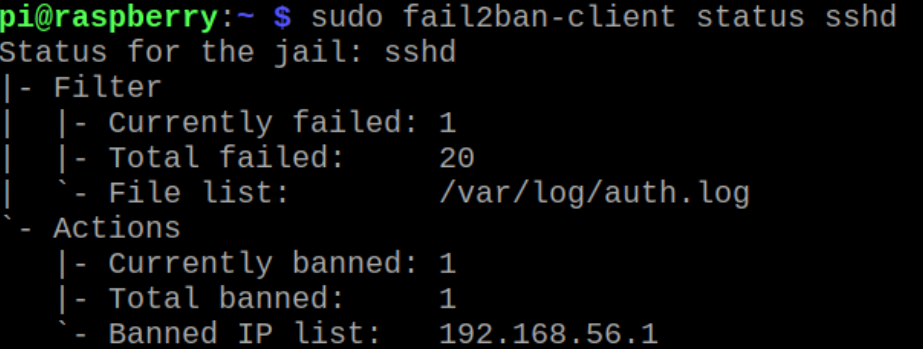 pi@raspberry:~ $ sudo fail2ban-client status sshd
Status for the jail: sshd
|- Filter
|  |- Currently failed: 1
|  |- Total failed:     20
|  `- File list:        /var/log/auth.log
`- Actions
   |- Currently banned: 1
   |- Total banned:     1
   `- Banned IP list:   192.168.56.1